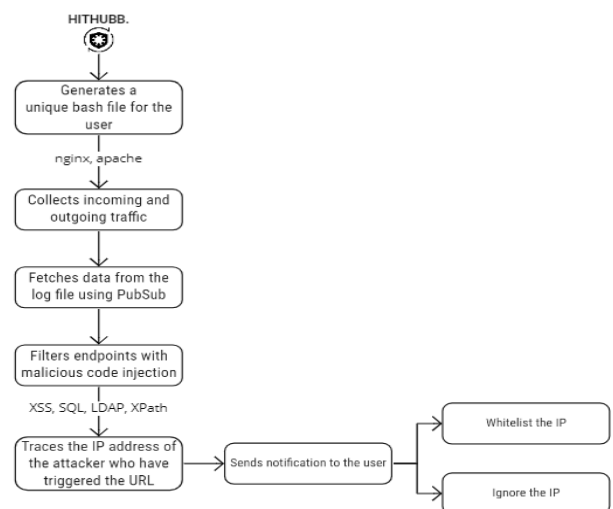 HITHUBB.
Generates a
unique bash file for the
user
nginx, apache
Collects incoming and
outgoing traffic
Fetches data from the
log file using PubSub
Filters endpoints with
malicious code injection
XSS, SQL, LDAP, XPath
Traces the IP address of
the attacker who have
triggered the URL
Sends notification to the user
Whitelist the IP
Ignore the IP